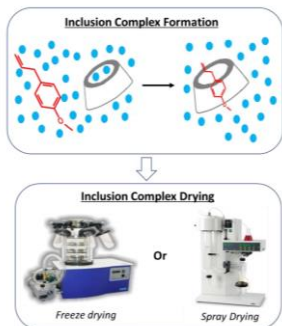 Inclusion Complex Formation
Inclusion Complex Drying
Or
Freeze drying
Spray Drying